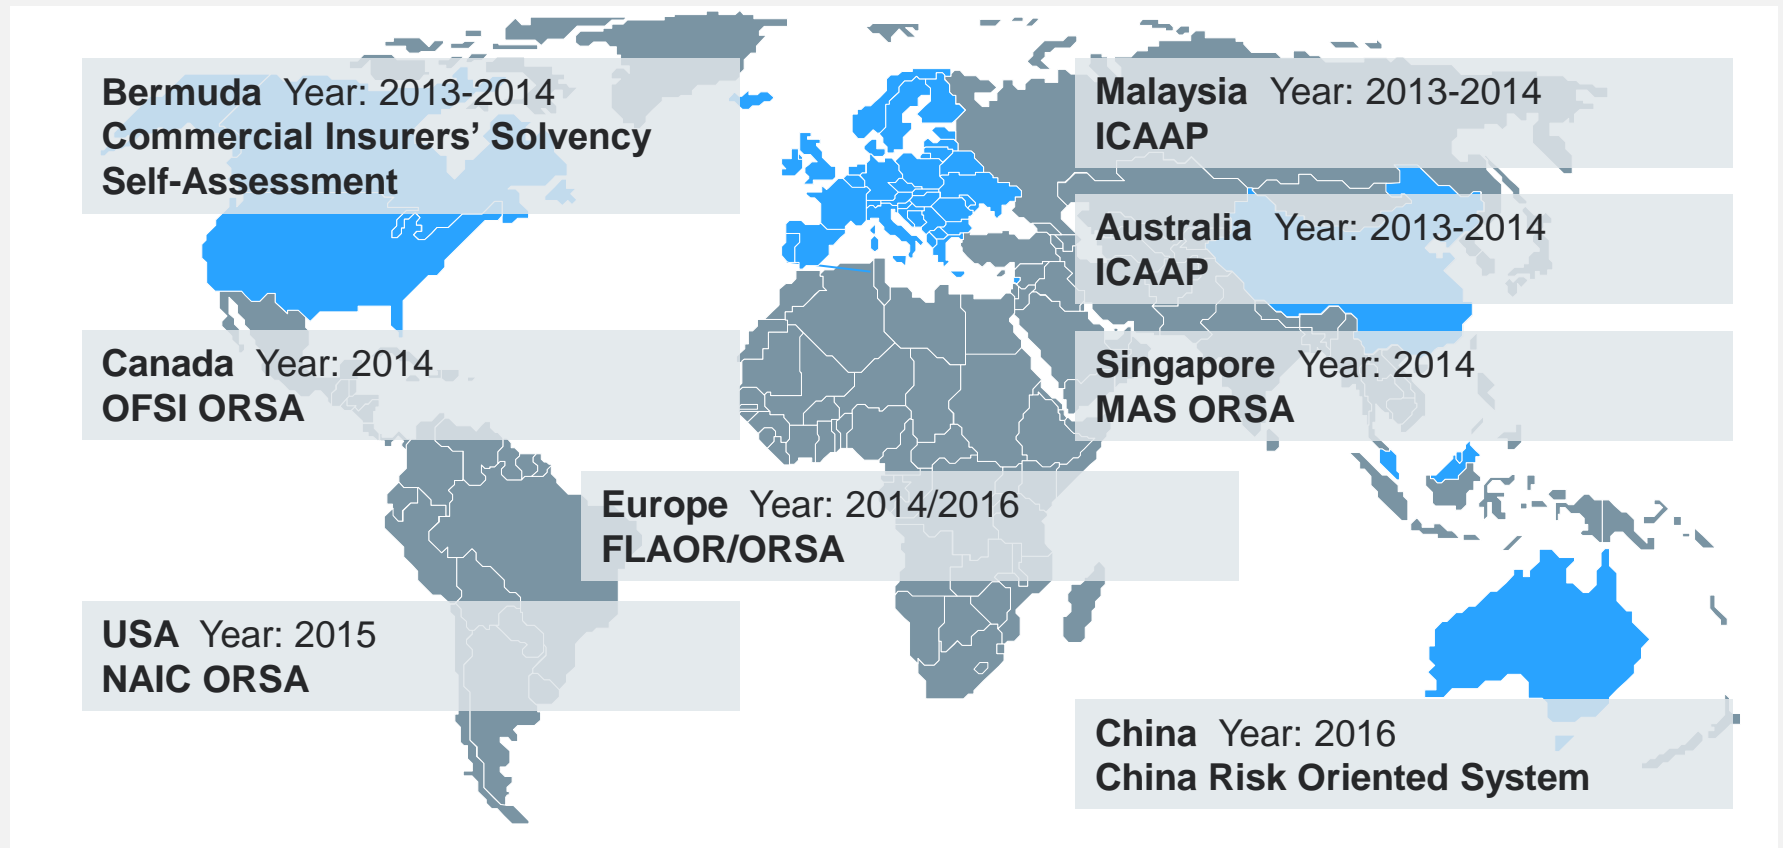 Bermuda Year: 2013-2014
Commercial Insurers’ Solvency
Self-Assessment
Canada Year: 2014
OFSI ORSA
USA Year: 2015
NAIC ORSA
Europe Year: 2014/2016
FLAOR/ORSA
Malaysia Year: 2013-2014
ICAAP
Australia Year: 2013-2014
ICAAP
Singapore Year: 2014
MAS ORSA
China Year: 2016
China Risk Oriented System